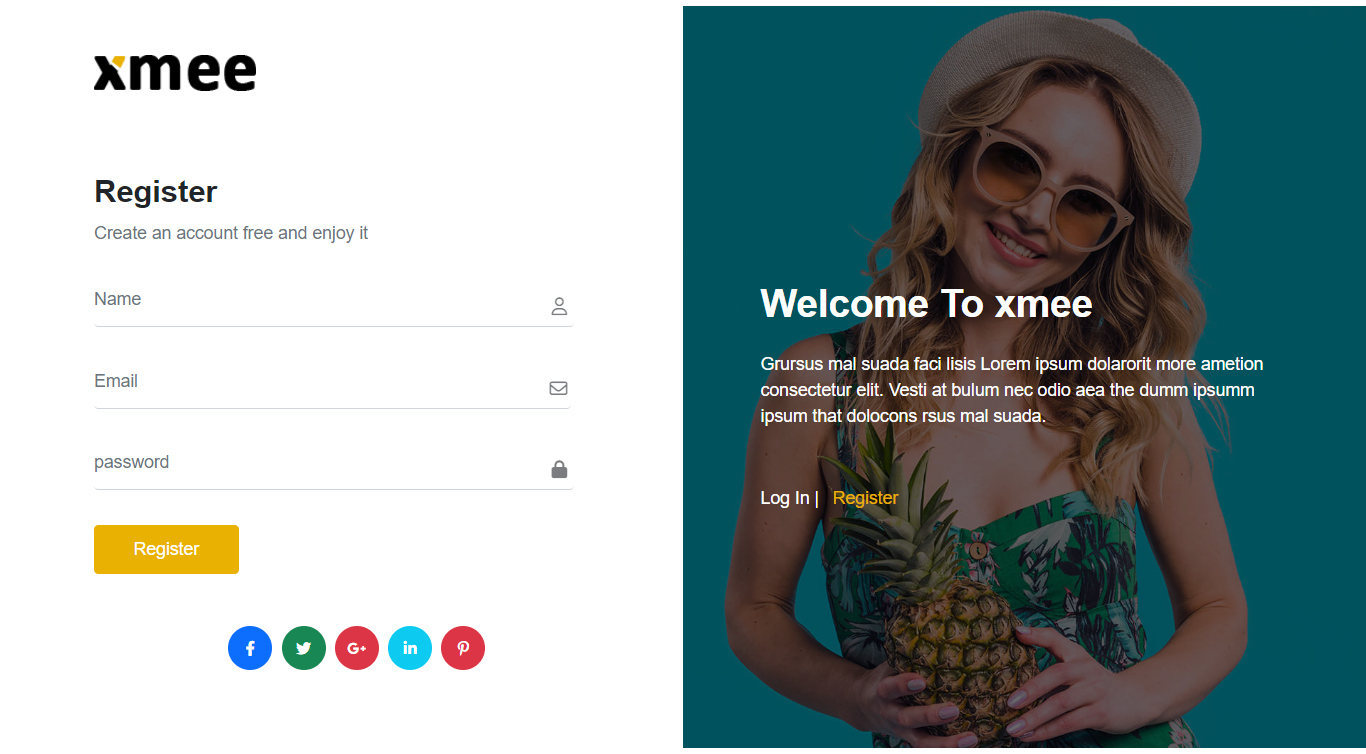 xmee
Register
Create an account free and enjoy it
Name
Email
password
Register
Welcome To xmee
Grursus mal suada faci lisis Lorem ipsum dolarorit more ametion
consectetur elit. Vesti at bulum nec odio aea the dumm ipsumm
ipsum that dolocons rsus mal suada.
Log In | Register